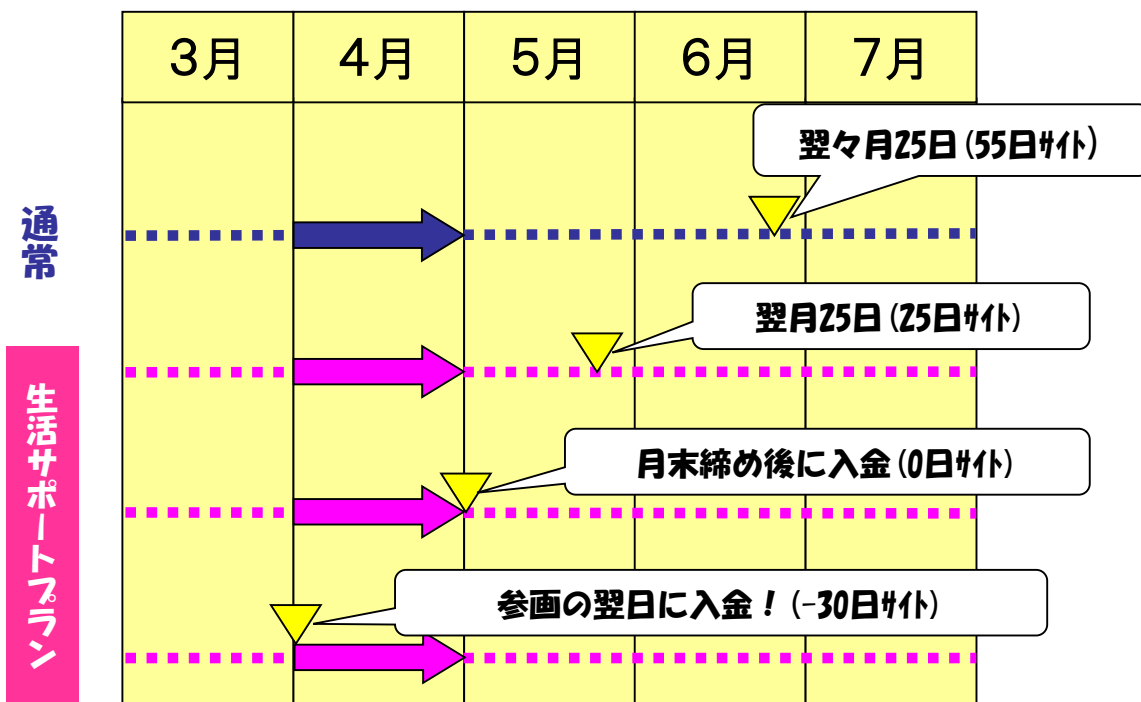 3月 4月 5月 6月 7月
翌々月25日(55日ｻｲﾄ)
通常
翌月25日(25日ｻｲﾄ)
生活サポートプラン
月末締め後に入金(0日ｻｲﾄ)
参画の翌日に入金！(-30日ｻｲﾄ)